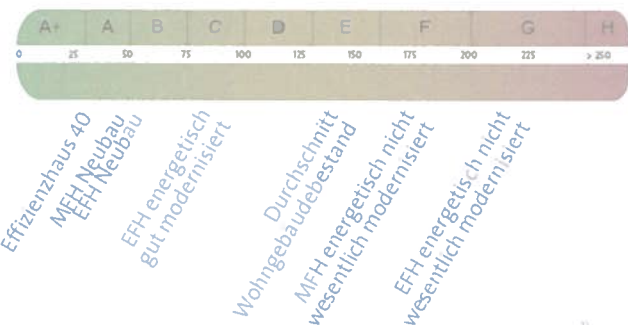 A+ A B C D E F G H
0 25 50 75 100 125 150 175 200 225 > 250
Effizienzhaus 40
MFH Neubau
EFH Neubau
EFH energetisch
gut modernisiert
Durchschnitt
Wohngebäudebestand
MFH energetisch nicht
wesentlich modernisiert
EFH energetisch nicht
wesentlich modernisiert